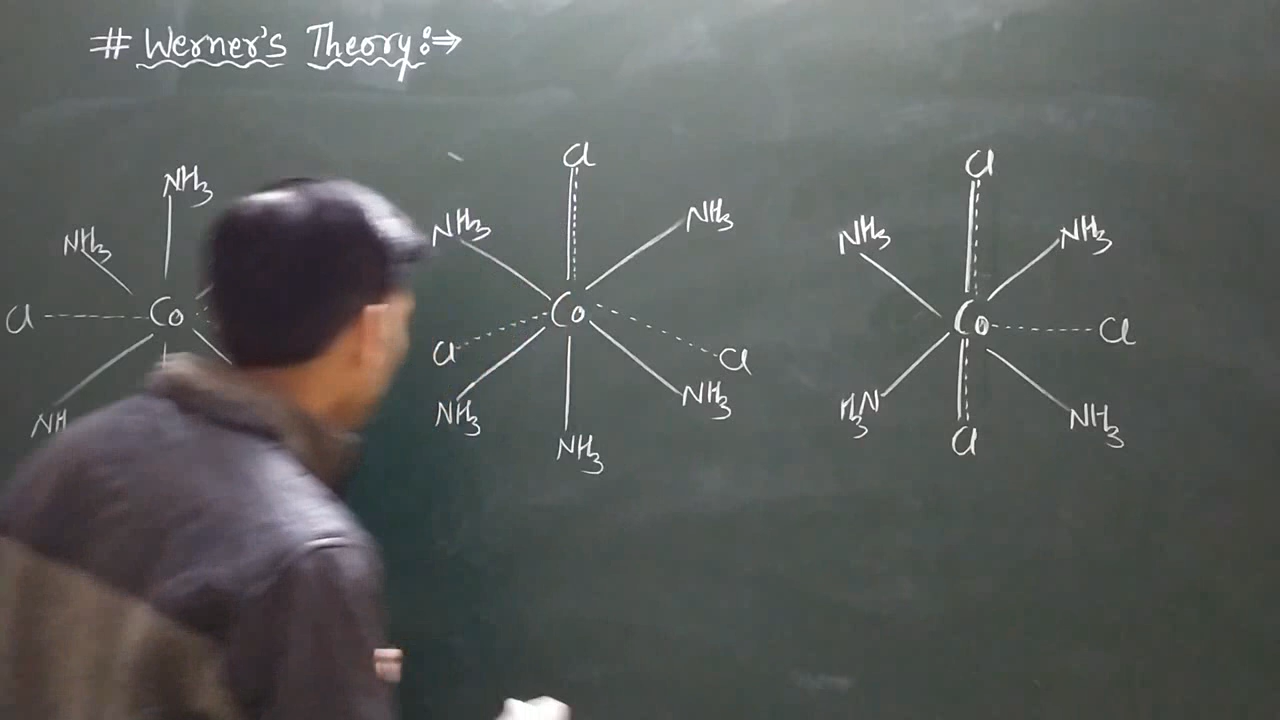 # Werner's Theory :⇒
NH3
NH3
Cl Co
NH
Cl
NH3 NH3
Co
Cl Cl
NH3 NH3
NH3
Cl
NH3 NH3
Co Cl
H3N NH3
Cl